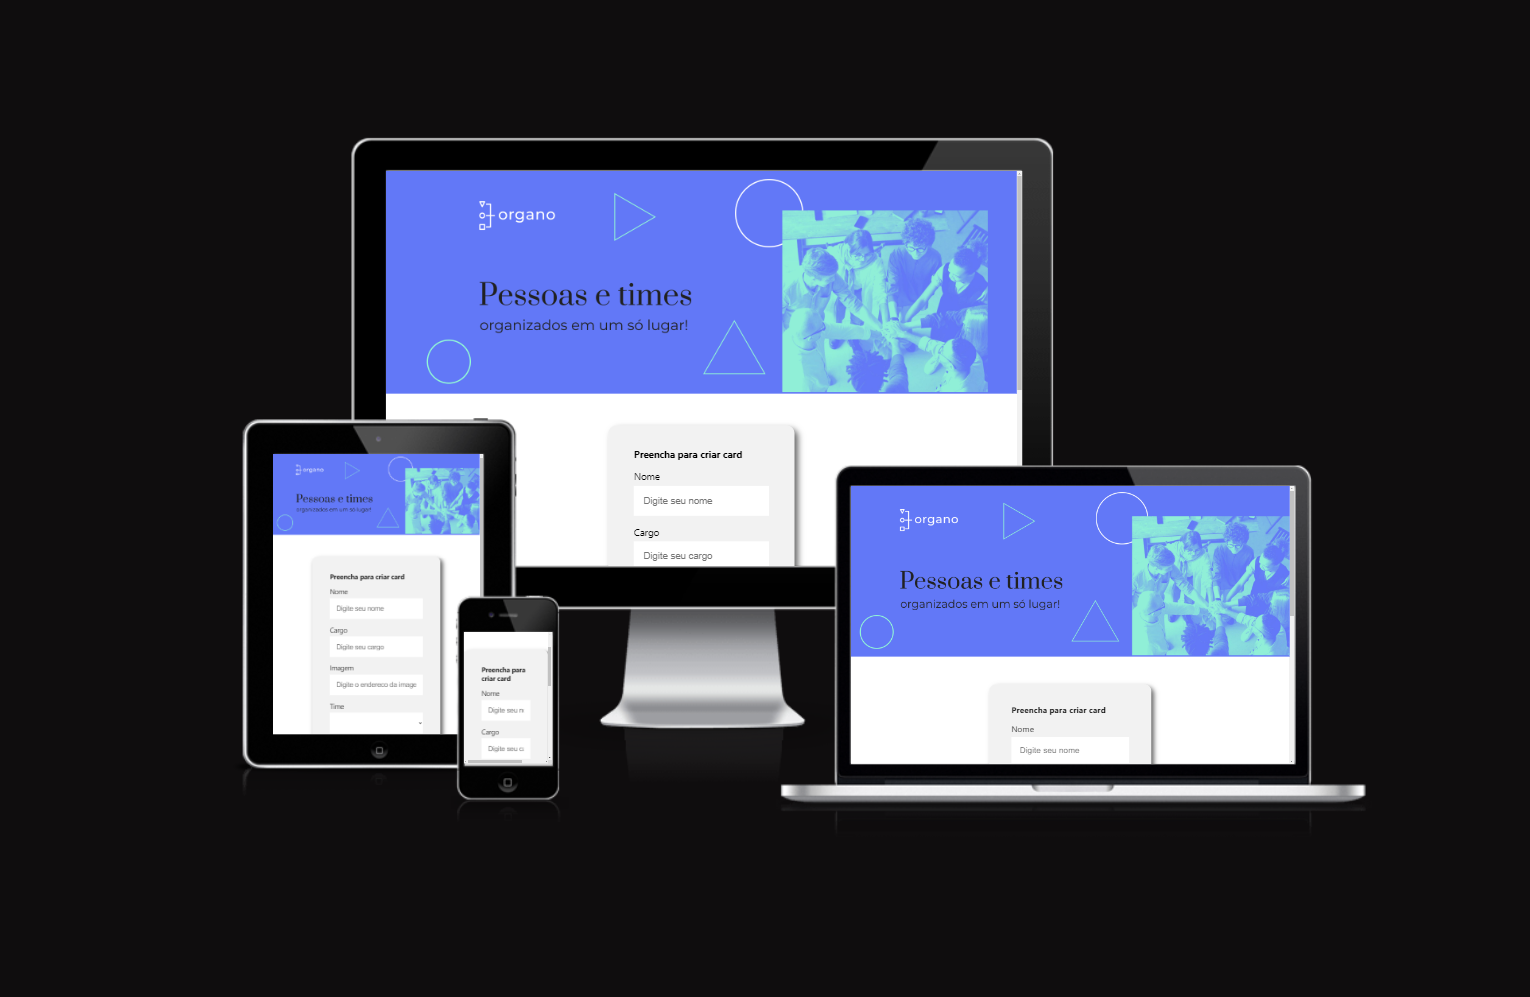 organo
Pessoas e times
organizados em um só lugar!
Preencha para criar card
Nome
Digite seu nome
Cargo
Digite seu cargo
organo
Pessoas e times
organizados em um só lugar!
Preencha para criar card
Nome
Digite seu nome
Cargo
Digite seu cargo
Imagem
Digite o endereco da image
Time
Preencha para
criar card
Nome
Digite seu n
Cargo
Digite seu c
organo
Pessoas e times
organizados em um só lugar!
Preencha para criar card
Nome
Digite seu nome